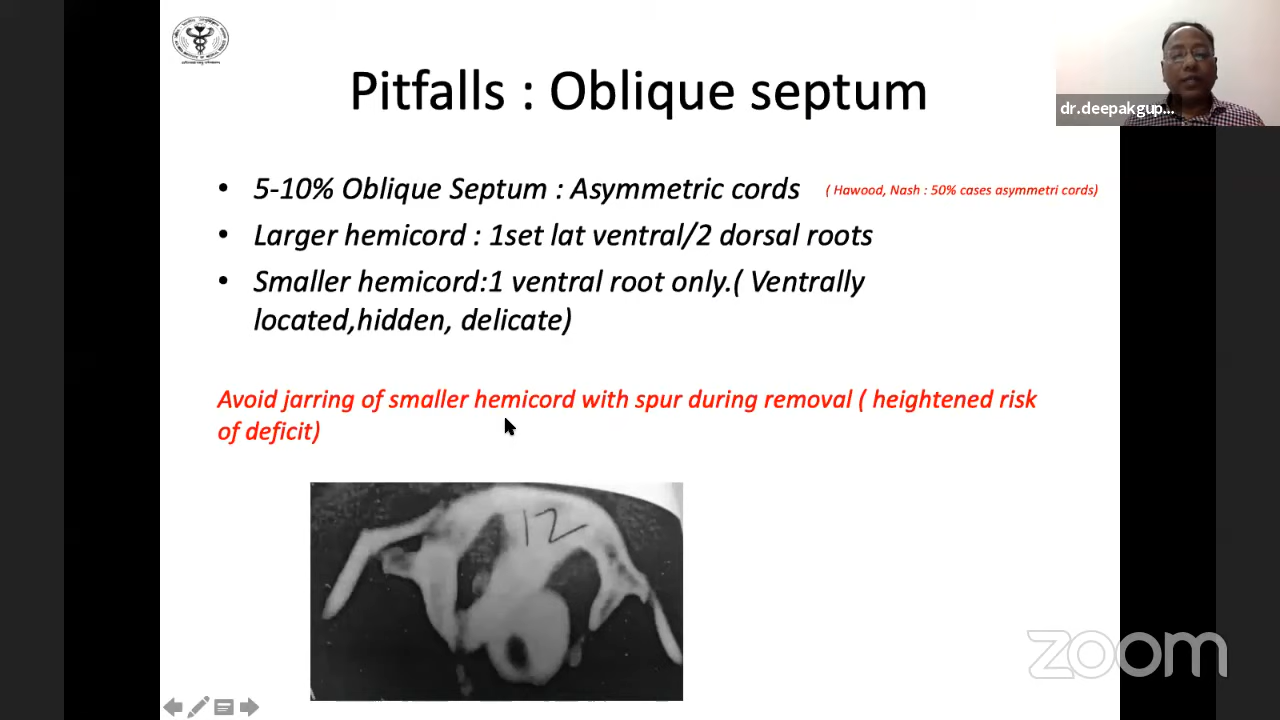 Pitfalls : Oblique septum
dr.deepakgup...
• 5-10% Oblique Septum : Asymmetric cords ( Hawood, Nash : 50% cases asymmetri cords)
• Larger hemicord : 1set lat ventral/2 dorsal roots
• Smaller hemicord:1 ventral root only.( Ventrally
located,hidden, delicate)
Avoid jarring of smaller hemicord with spur during removal ( heightened risk
of deficit)
12
zoom